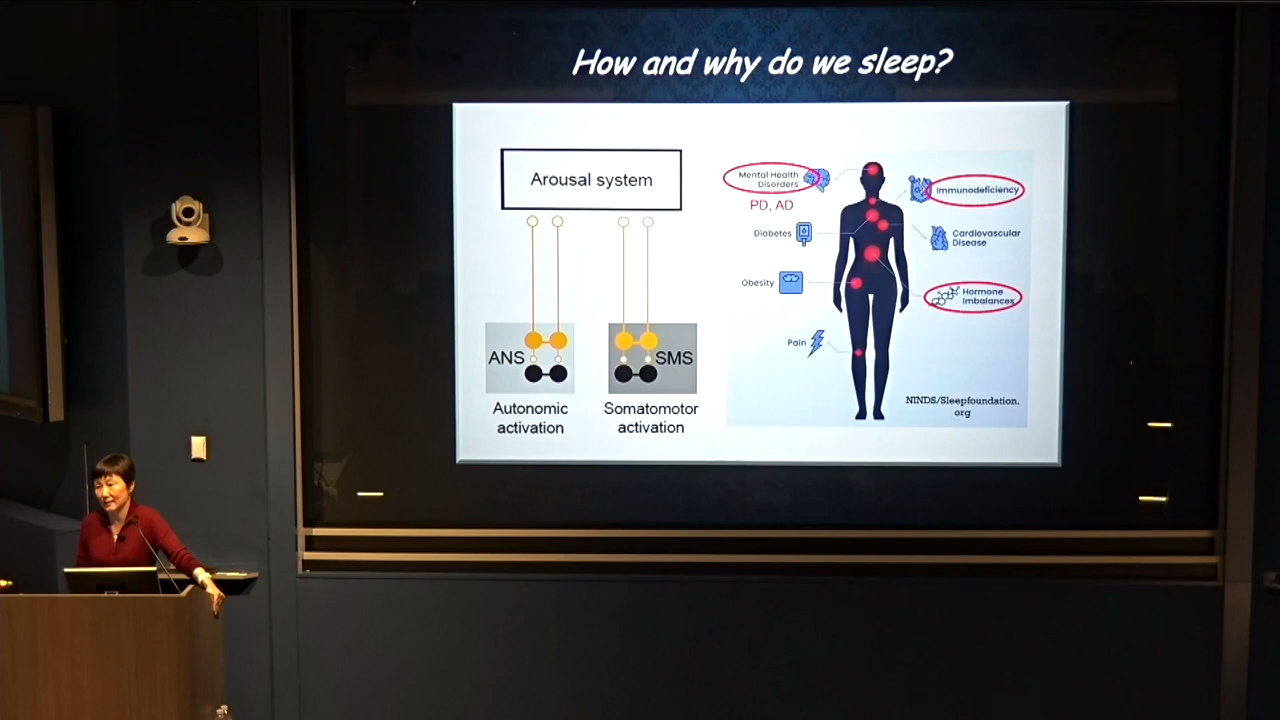 How and why do we sleep?
Arousal system
ANS
SMS
Autonomic
activation
Somatomotor
activation
Mental Health
Disorders
PD, AD
Immunodeficiency
Diabetes
Cardiovascular
Disease
Obesity
Hormone
Imbalances
Pain
NINDS/Sleepfoundation.
org